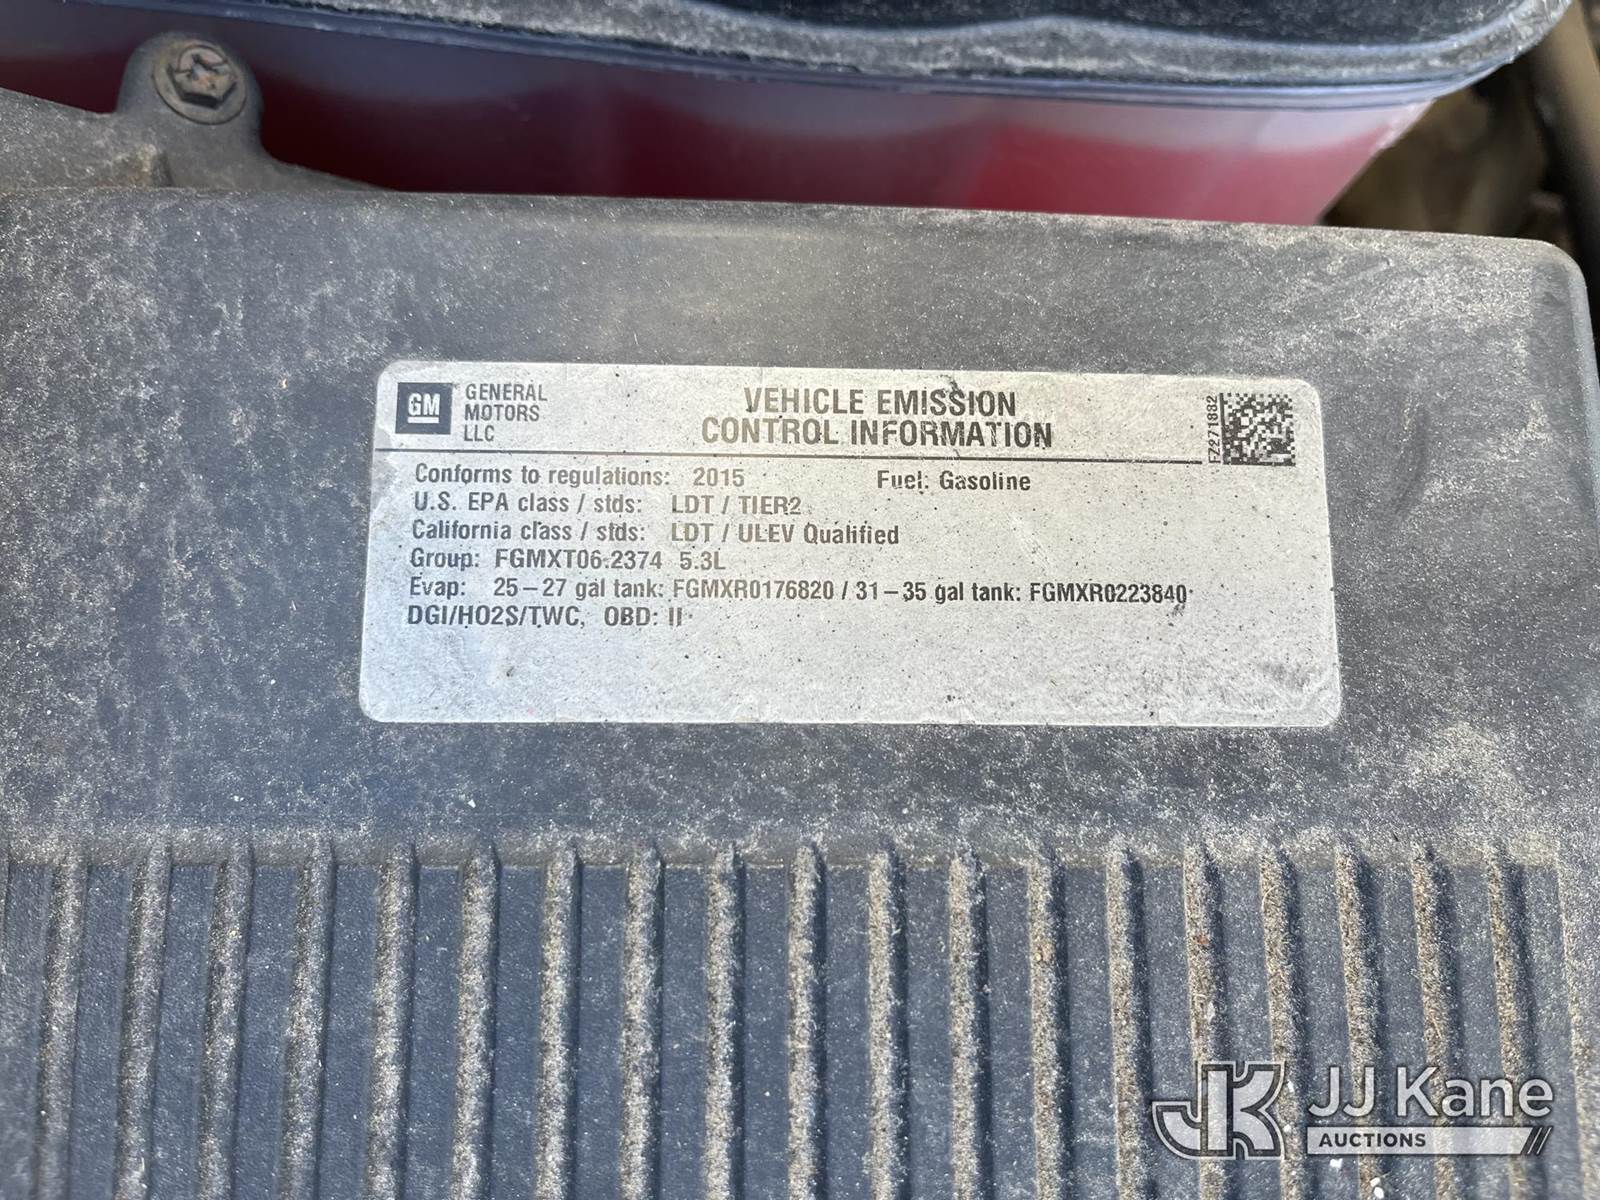 GM
GENERAL
MOTORS
LLC
VEHICLE EMISSION
CONTROL INFORMATION
FZ271882
Conforms to regulations: 2015 Fuel: Gasoline
U.S. EPA class / stds: LDT / TIER2
California class / stds: LDT / ULEV Qualified
Group: FGMXT06.2374 5.3L
Evap: 25–27 gal tank: FGMXR0176820 / 31–35 gal tank: FGMXR0223840
DGI/HO2S/TWC, OBD: II
JK
JJ Kane
AUCTIONS